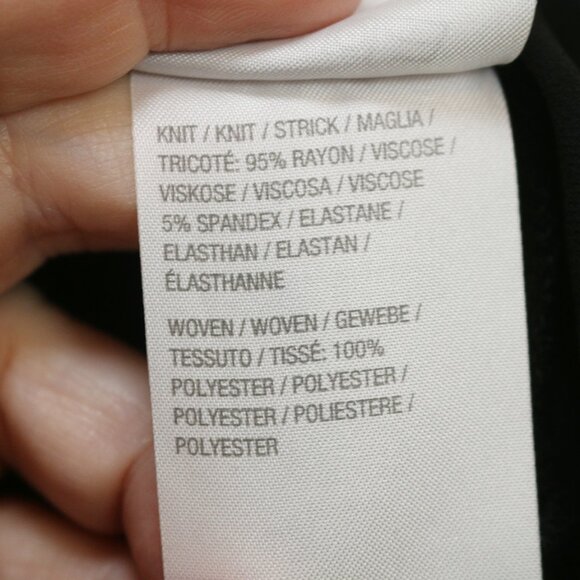 KNIT / KNIT / STRICK / MAGLIA /
TRICOTÉ: 95% RAYON / VISCOSE /
VISKOSE / VISCOSA / VISCOSE
5% SPANDEX / ELASTANE /
ELASTHAN / ELASTAN /
ÉLASTHANNE
WOVEN / WOVEN / GEWEBE /
TESSUTO / TISSÉ: 100%
POLYESTER / POLYESTER /
POLYESTER / POLIESTERE /
POLYESTER